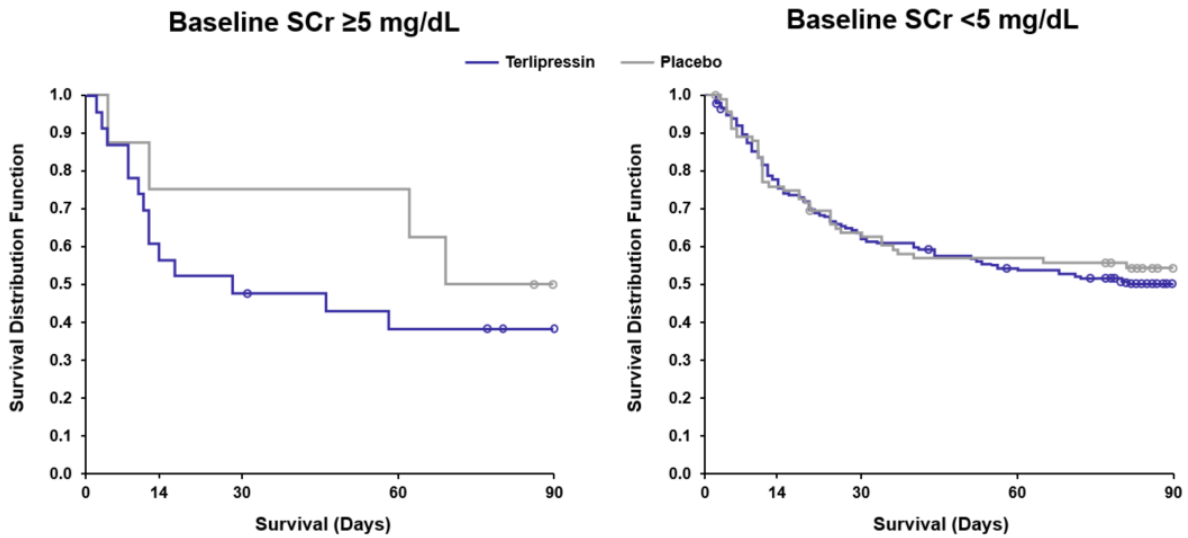 Baseline SCr ≥5 mg/dL
Baseline SCr <5 mg/dL
Terlipressin
Placebo
Survival Distribution Function
1.0
0.9
0.8
0.7
0.6
0.5
0.4
0.3
0.2
0.1
0.0
0 14 30 60 90
Survival (Days)
Survival Distribution Function
1.0
0.9
0.8
0.7
0.6
0.5
0.4
0.3
0.2
0.1
0.0
0 14 30 60 90
Survival (Days)